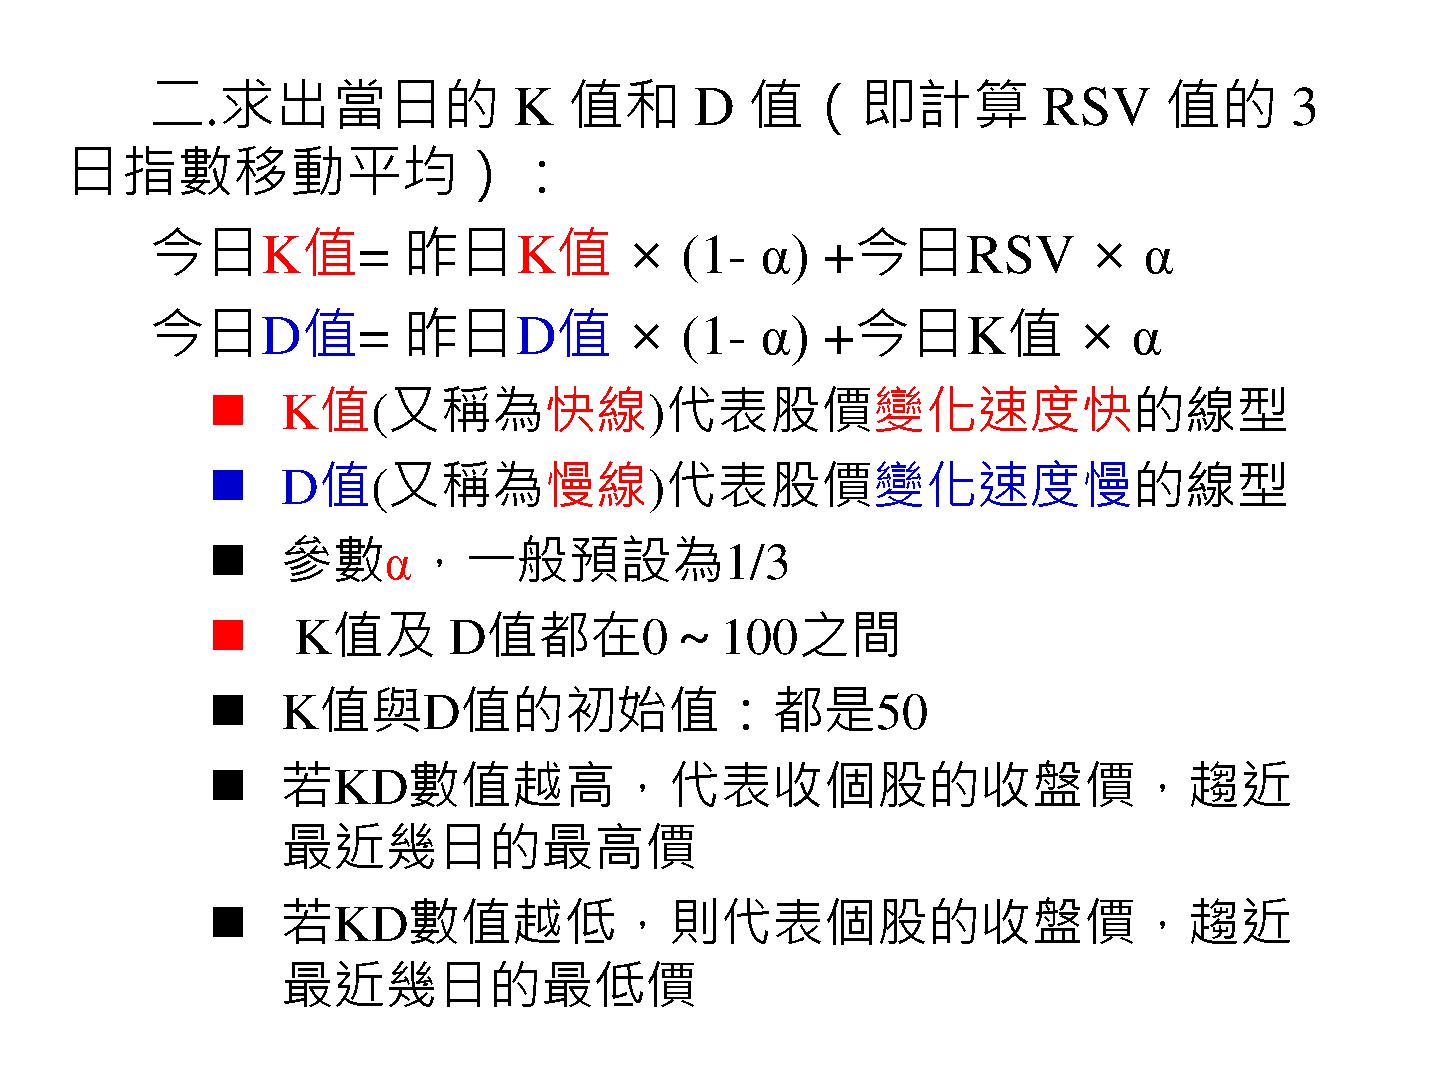 二.求出當日的 K 值和 D 值（即計算 RSV 值的 3
日指數移動平均）：
今日K值= 昨日K值 × (1- α) +今日RSV × α
今日D值= 昨日D值 × (1- α) +今日K值 × α
■ K值(又稱為快線)代表股價變化速度快的線型
■ D值(又稱為慢線)代表股價變化速度慢的線型
■ 參數α，一般預設為1/3
■ K值及 D值都在0～100之間
■ K值與D值的初始值：都是50
■ 若KD數值越高，代表收個股的收盤價，趨近
最近幾日的最高價
■ 若KD數值越低，則代表個股的收盤價，趨近
最近幾日的最低價